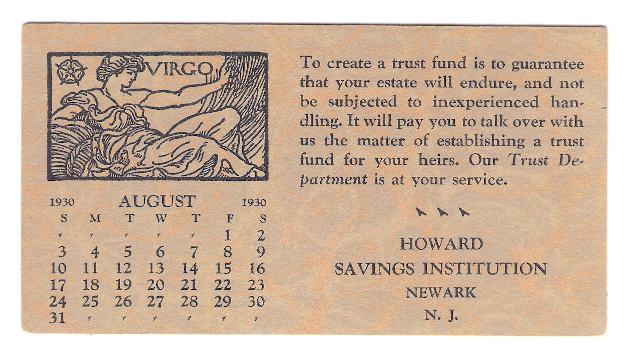 VIRGO
1930 AUGUST 1930
S M T W T F S
1 2
3 4 5 6 7 8 9
10 11 12 13 14 15 16
17 18 19 20 21 22 23
24 25 26 27 28 29 30
31
To create a trust fund is to guarantee
that your estate will endure, and not
be subjected to inexperienced han-
dling. It will pay you to talk over with
us the matter of establishing a trust
fund for your heirs. Our Trust De-
partment is at your service.
HOWARD
SAVINGS INSTITUTION
NEWARK
N. J.